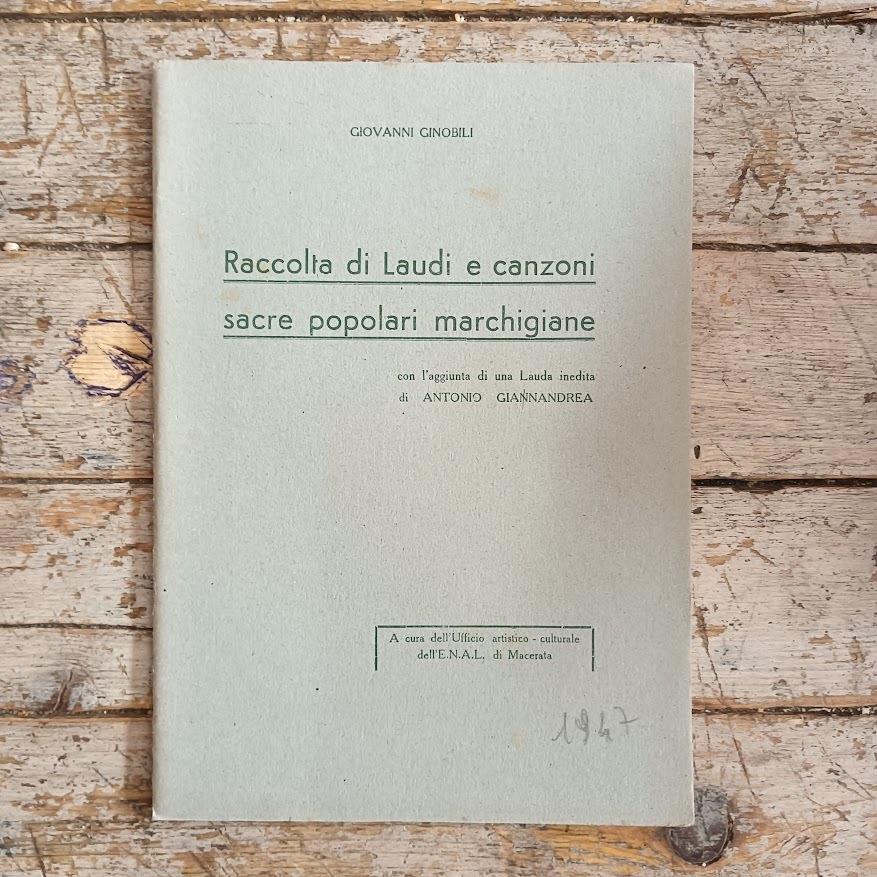 GIOVANNI GINOBILI
Raccolta di Laudi e canzoni
sacre popolari marchigiane
con l'aggiunta di una Lauda inedita
di ANTONIO GIANNANDREA
A cura dell'Ufficio artistico - culturale
dell'E.N.A.L. di Macerata
1947